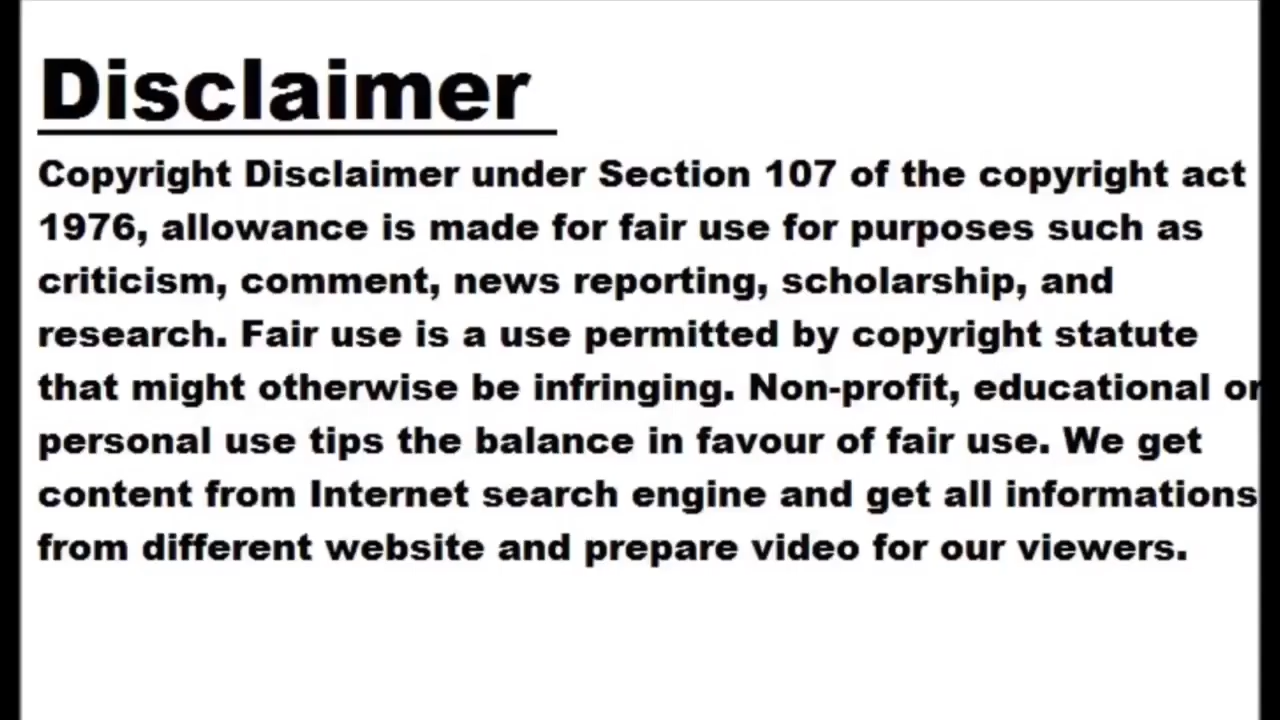 Disclaimer
Copyright Disclaimer under Section 107 of the copyright act
1976, allowance is made for fair use for purposes such as
criticism, comment, news reporting, scholarship, and
research. Fair use is a use permitted by copyright statute
that might otherwise be infringing. Non-profit, educational or
personal use tips the balance in favour of fair use. We get
content from Internet search engine and get all informations
from different website and prepare video for our viewers.